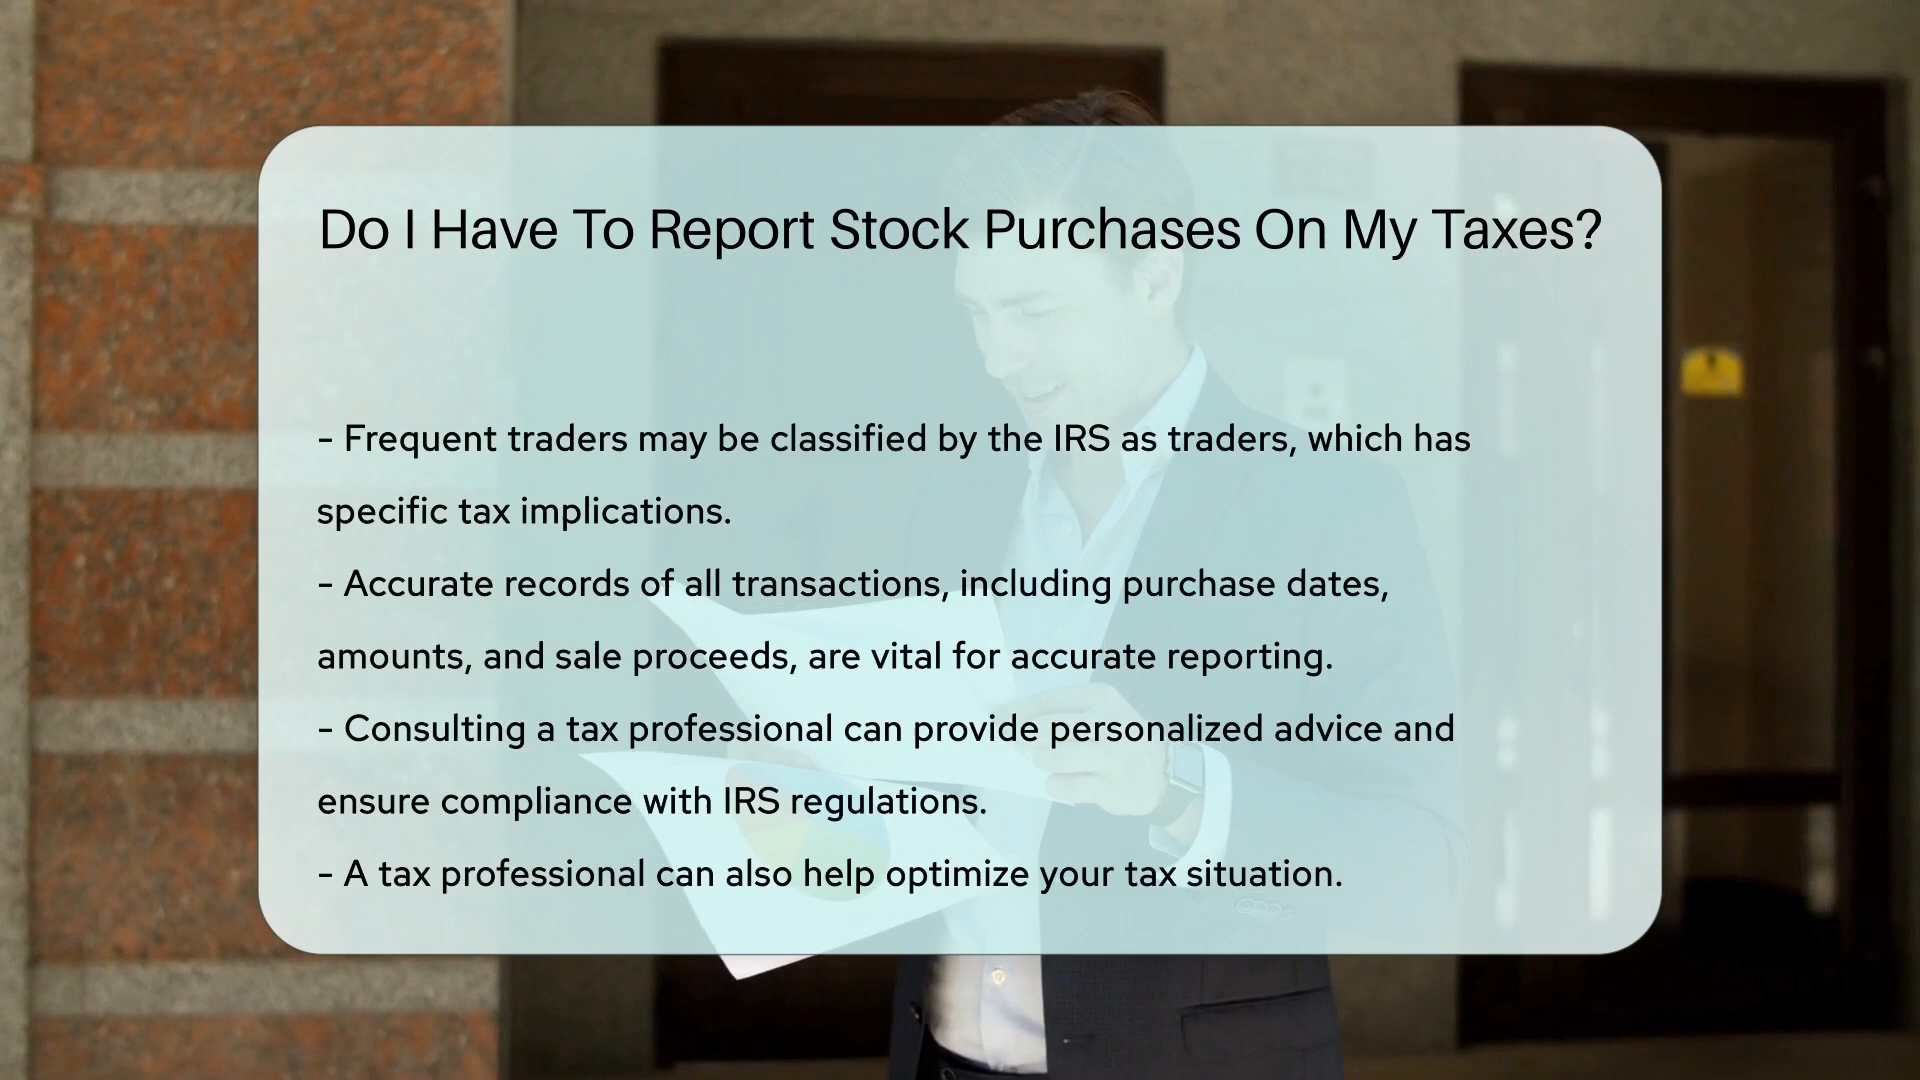 Do I Have To Report Stock Purchases On My Taxes?
- Frequent traders may be classified by the IRS as traders, which has
specific tax implications.
- Accurate records of all transactions, including purchase dates,
amounts, and sale proceeds, are vital for accurate reporting.
- Consulting a tax professional can provide personalized advice and
ensure compliance with IRS regulations.
- A tax professional can also help optimize your tax situation.